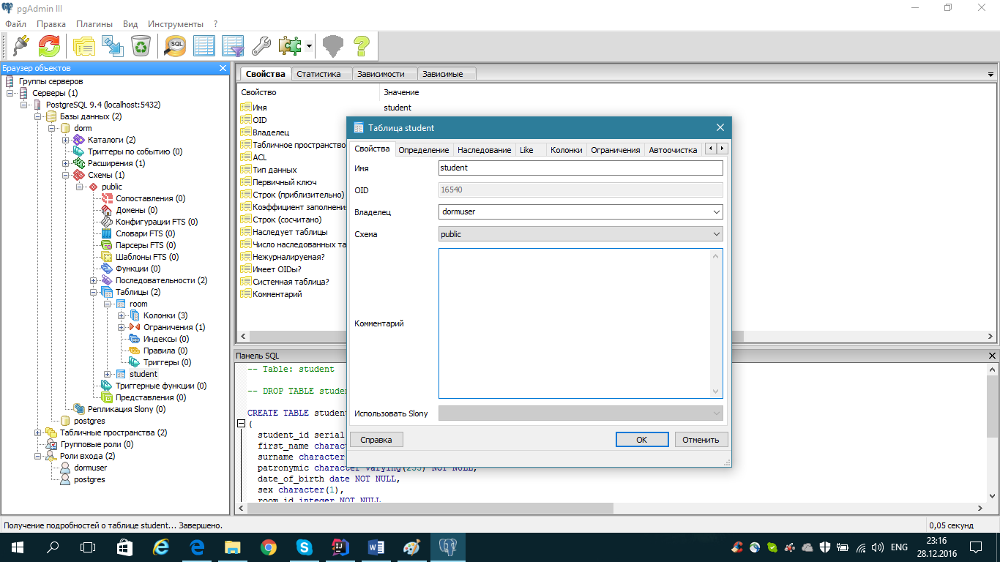 pgAdmin III
Файл Правка Плагины Вид Инструменты ?
SQL
Браузер объектов
Группы серверов
Серверы (1)
PostgreSQL 9.4 (localhost:5432)
Базы данных (2)
dorm
Каталоги (2)
Триггеры по событию (0)
Расширения (1)
Схемы (1)
public
Сопоставления (0)
Домены (0)
Конфигурации FTS (0)
Словари FTS (0)
Парсеры FTS (0)
Шаблоны FTS (0)
Функции (0)
Последовательности (2)
Таблицы (2)
room
Колонки (3)
Ограничения (1)
Индексы (0)
Правила (0)
Триггеры (0)
student
Триггерные функции (0)
Представления (0)
Репликация Slony (0)
postgres
Табличные пространства (2)
Групповые роли (0)
Роли входа (2)
dormuser
postgres
Свойства Статистика Зависимости Зависимые
Свойство Значение
Имя student
OID
Владелец
Табличное пространство
ACL
Тип данных
Первичный ключ
Строк (приблизительно)
Коэффициент заполнени
Строк (сосчитано)
Наследует таблицы
Число наследованных та
Нежурналируемая?
Имеет OIDы?
Системная таблица?
Комментарий
Таблица student
Свойства Определение Наследование Like Колонки Ограничения Автоочистка
Имя student
OID 16540
Владелец dormuser
Схема public
Комментарий
Использовать Slony
Справка OK Отменить
Панель SQL
-- Table: student
-- DROP TABLE studen
CREATE TABLE student
(
student_id serial
first_name charact
surname character
patronymic character varying(255) NOT NULL,
date_of_birth date NOT NULL,
sex character(1),
room_id integer NOT NULL
Получение подробностей о таблице student... Завершено. 0,05 секунд
ENG
23:16
28.12.2016